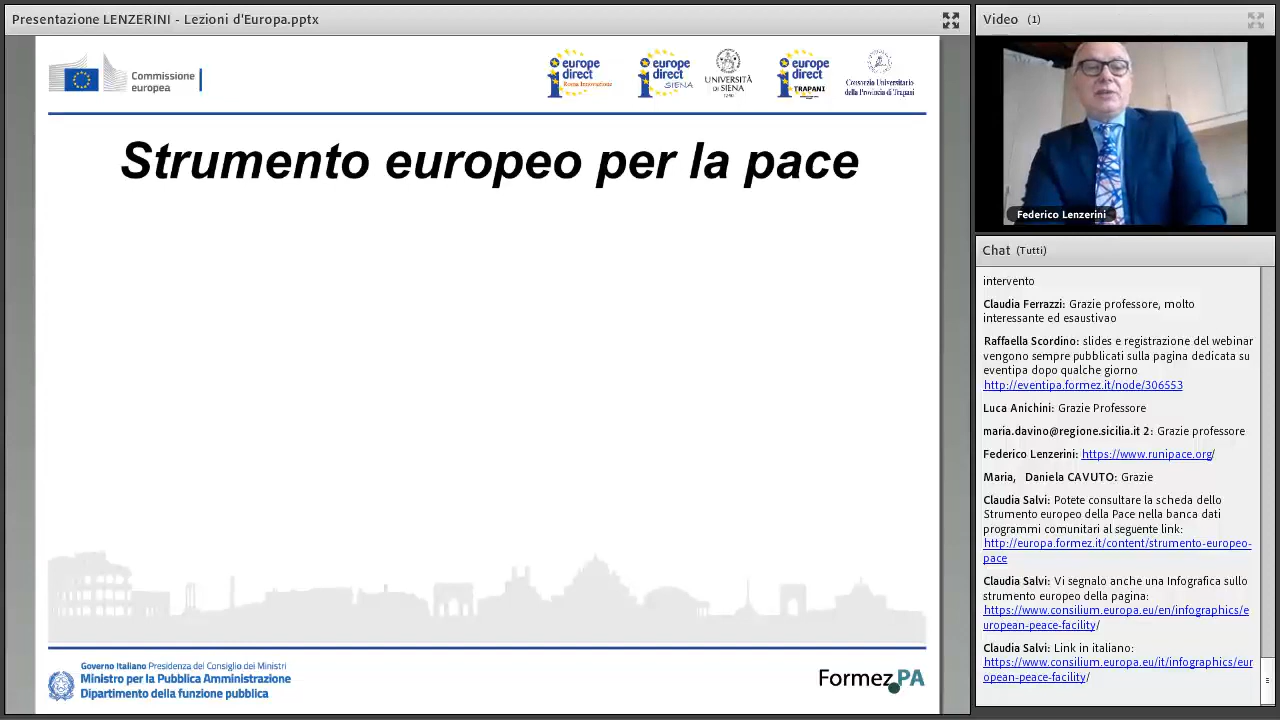 Presentazione LENZERINI - Lezioni d'Europa.pptx
Commissione
europea
europe
direct
Roma Innovazione
europe
direct
SIENA
UNIVERSITÀ
DI SIENA
1240
europe
direct
TRAPANI
Consorzio Universitario
della Provincia di Trapani
Strumento europeo per la pace
Governo Italiano Presidenza del Consiglio dei Ministri
Ministro per la Pubblica Amministrazione
Dipartimento della funzione pubblica
Formez PA
Video (1)
Federico Lenzerini
Chat (Tutti)
intervento
Claudia Ferrazzi: Grazie professore, molto
interessante ed esaustivao
Raffaella Scordino: slides e registrazione del webinar
vengono sempre pubblicati sulla pagina dedicata su
eventipa dopo qualche giorno
http://eventipa.formez.it/node/306553
Luca Anichini: Grazie Professore
maria.davino@regione.sicilia.it 2: Grazie professore
Federico Lenzerini: https://www.runipace.org/
Maria, Daniela CAVUTO: Grazie
Claudia Salvi: Potete consultare la scheda dello
Strumento europeo della Pace nella banca dati
programmi comunitari al seguente link:
http://europa.formez.it/content/strumento-europeo-
pace
Claudia Salvi: Vi segnalo anche una Infografica sullo
strumento europeo della pagina:
https://www.consilium.europa.eu/en/infographics/e
uropean-peace-facility/
Claudia Salvi: Link in italiano:
https://www.consilium.europa.eu/it/infographics/eur
opean-peace-facility/